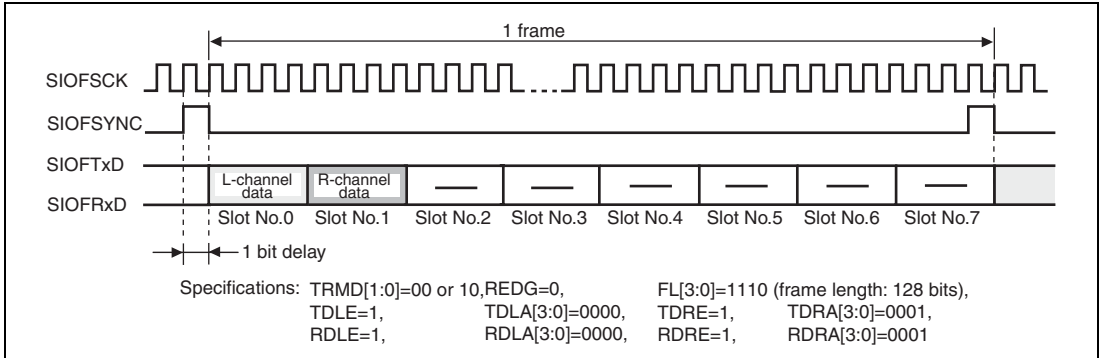 1 frame
SIOFSCK
SIOFSYNC
SIOFTxD
SIOFRxD
L-channel data
R-channel data
Slot No.0 Slot No.1 Slot No.2 Slot No.3 Slot No.4 Slot No.5 Slot No.6 Slot No.7
1 bit delay
Specifications: TRMD[1:0]=00 or 10,REDG=0, FL[3:0]=1110 (frame length: 128 bits),
TDLE=1, TDLA[3:0]=0000, TDRE=1, TDRA[3:0]=0001,
RDLE=1, RDLA[3:0]=0000, RDRE=1, RDRA[3:0]=0001